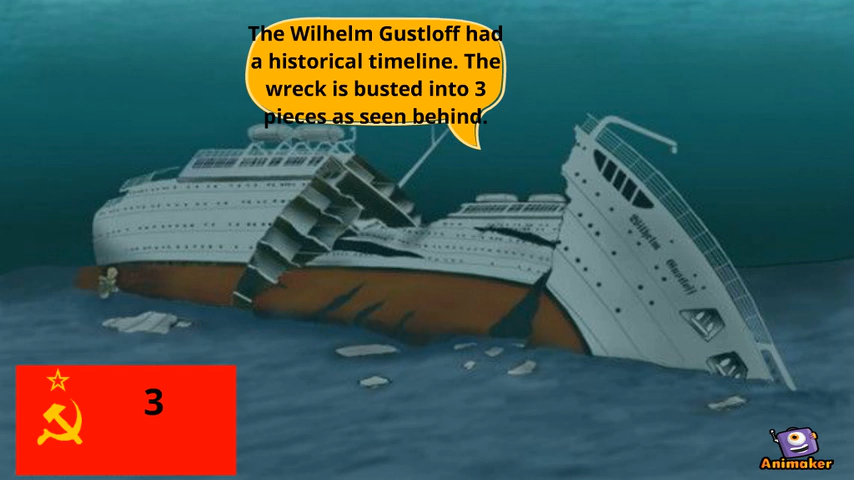 The Wilhelm Gustloff had
a historical timeline. The
wreck is busted into 3
pieces as seen behind.
Wilhelm Gustloff
3
Animaker